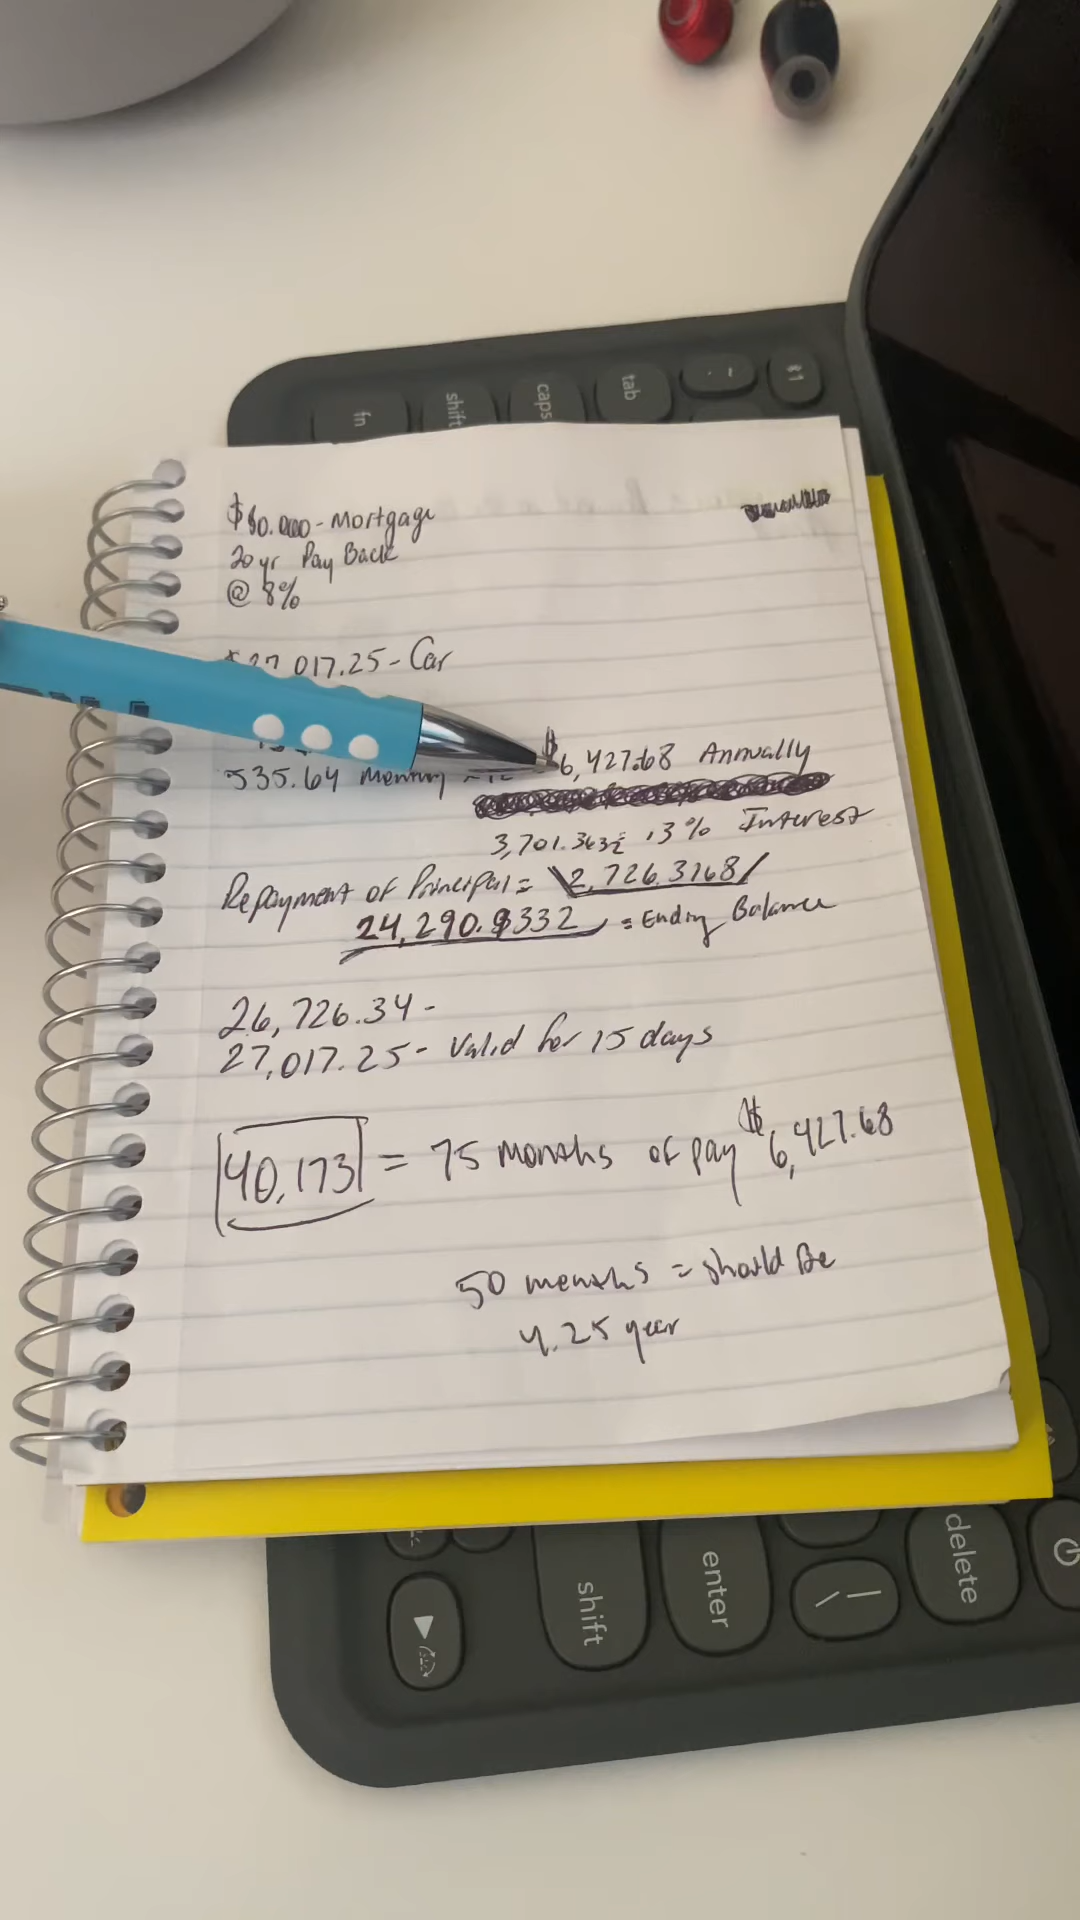 - Mortgage
20 yr Pay Back
@ 8%
27,017.25 - Car
535.64 Monthly $6,427.68 Annually
3,701.3632 13% Interest
Repayment of Principal = 2,726.3168
24,290.9332 = Ending Balance
26,726.34 -
27,017.25 - Valid for 15 days
40,173 = 75 months of pay $6,427.68
50 months = should Be
4.25 year
fn
shift
caps
tab
shift
enter
delete